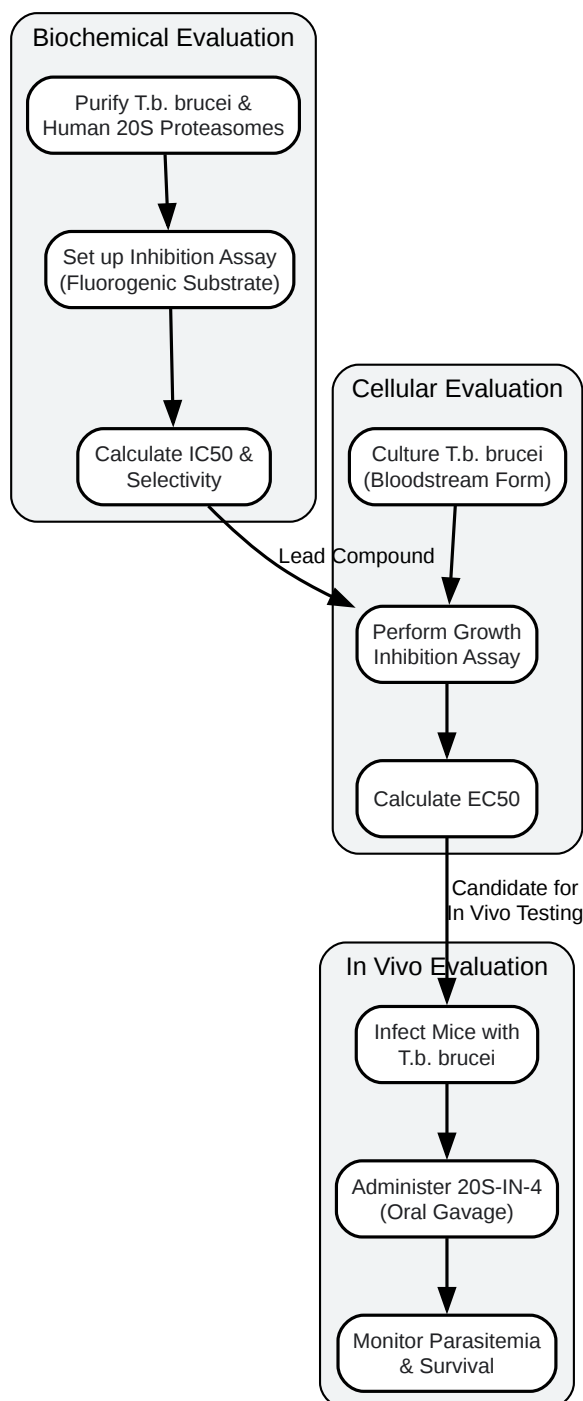 Biochemical Evaluation
Purify T.b. brucei &
Human 20S Proteasomes
Set up Inhibition Assay
(Fluorogenic Substrate)
Calculate IC50 &
Selectivity
Lead Compound
Cellular Evaluation
Culture T.b. brucei
(Bloodstream Form)
Perform Growth
Inhibition Assay
Calculate EC50
Candidate for
In Vivo Testing
In Vivo Evaluation
Infect Mice with
T.b. brucei
Administer 20S-IN-4
(Oral Gavage)
Monitor Parasitemia
& Survival